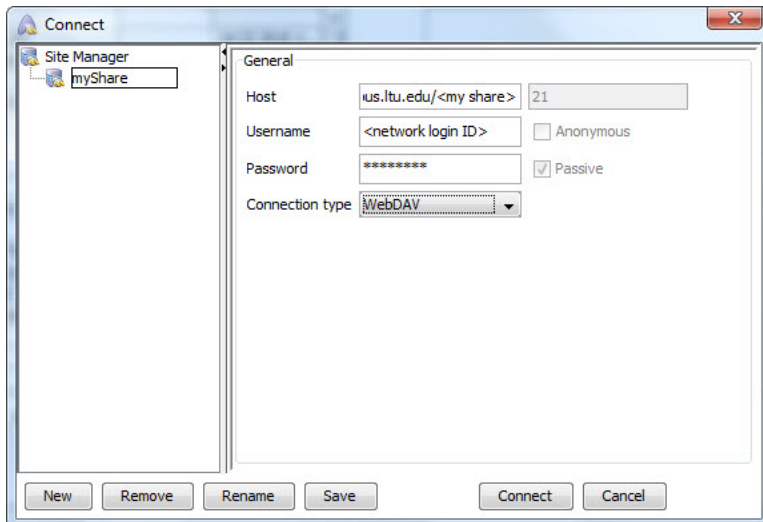 Connect
Site Manager
myShare
General
Host us.ltu.edu/<my share> 21
Username <network login ID> Anonymous
Password ******** Passive
Connection type WebDAV
New Remove Rename Save Connect Cancel